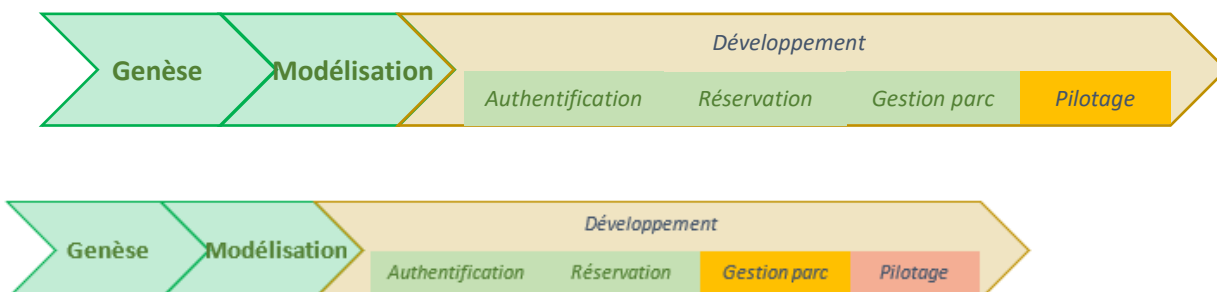 Développement
Genèse Modélisation
Authentification Réservation Gestion parc Pilotage
Développement
Genèse Modélisation
Authentification Réservation Gestion parc Pilotage